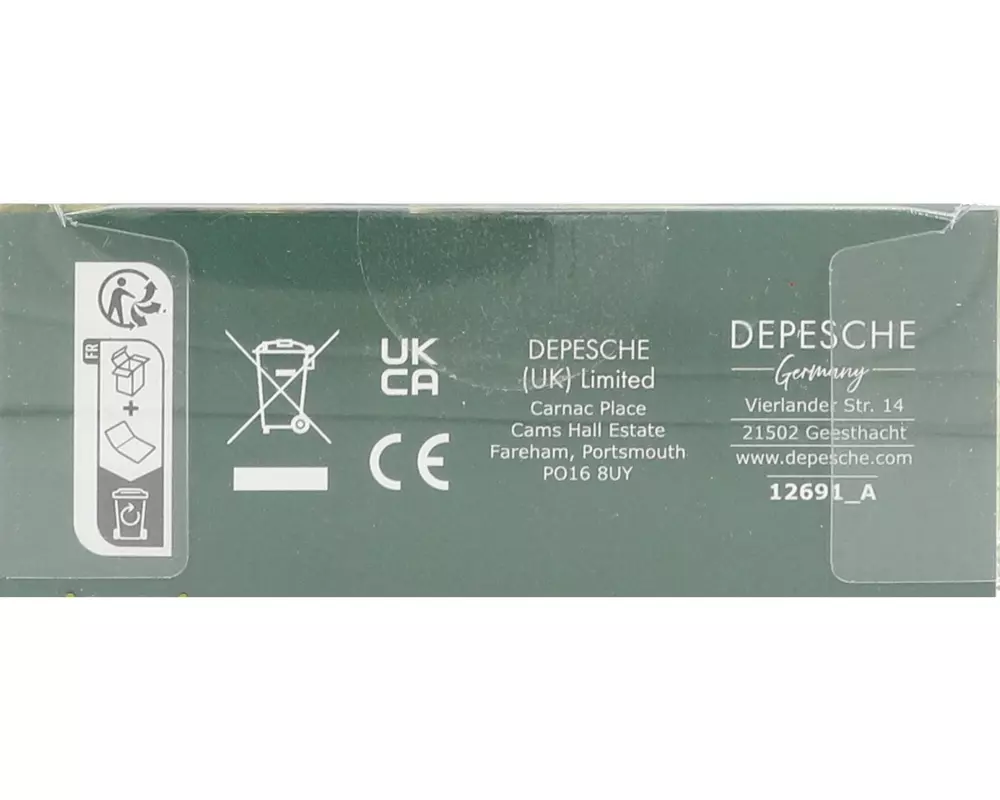 FR
+
UK
CA
CE
DEPESCHE
(UK) Limited
Carnac Place
Cams Hall Estate
Fareham, Portsmouth
PO16 8UY
DEPESCHE
Germany
Vierlander Str. 14
21502 Geesthacht
www.depesche.com
12691_A